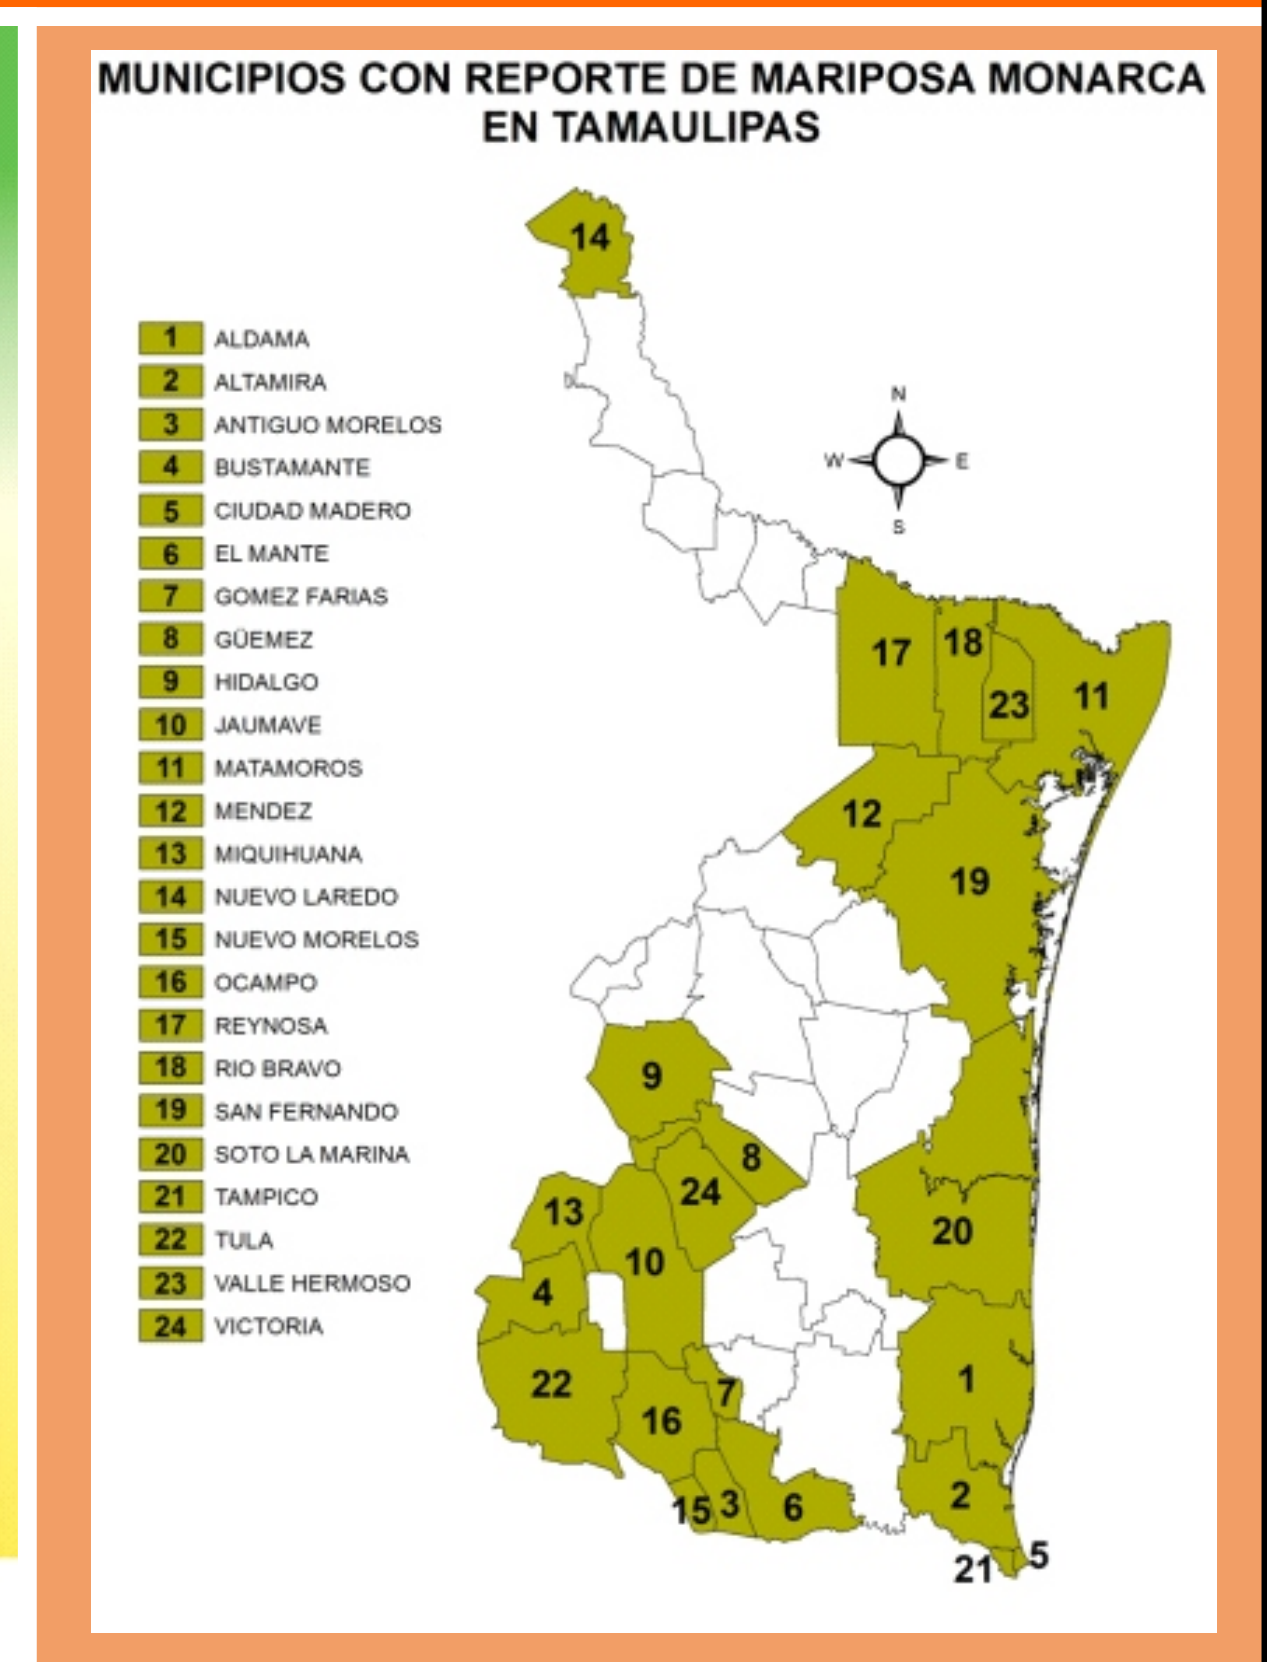 MUNICIPIOS CON REPORTE DE MARIPOSA MONARCA
EN TAMAULIPAS
1 ALDAMA
2 ALTAMIRA
3 ANTIGUO MORELOS
4 BUSTAMANTE
5 CIUDAD MADERO
6 EL MANTE
7 GOMEZ FARIAS
8 GÜEMEZ
9 HIDALGO
10 JAUMAVE
11 MATAMOROS
12 MENDEZ
13 MIQUIHUANA
14 NUEVO LAREDO
15 NUEVO MORELOS
16 OCAMPO
17 REYNOSA
18 RIO BRAVO
19 SAN FERNANDO
20 SOTO LA MARINA
21 TAMPICO
22 TULA
23 VALLE HERMOSO
24 VICTORIA
14
N
W E
S
17 18
23 11
12
19
9
8
24
13
20
10
4
1
22
7
16
2
15 3 6
21 5